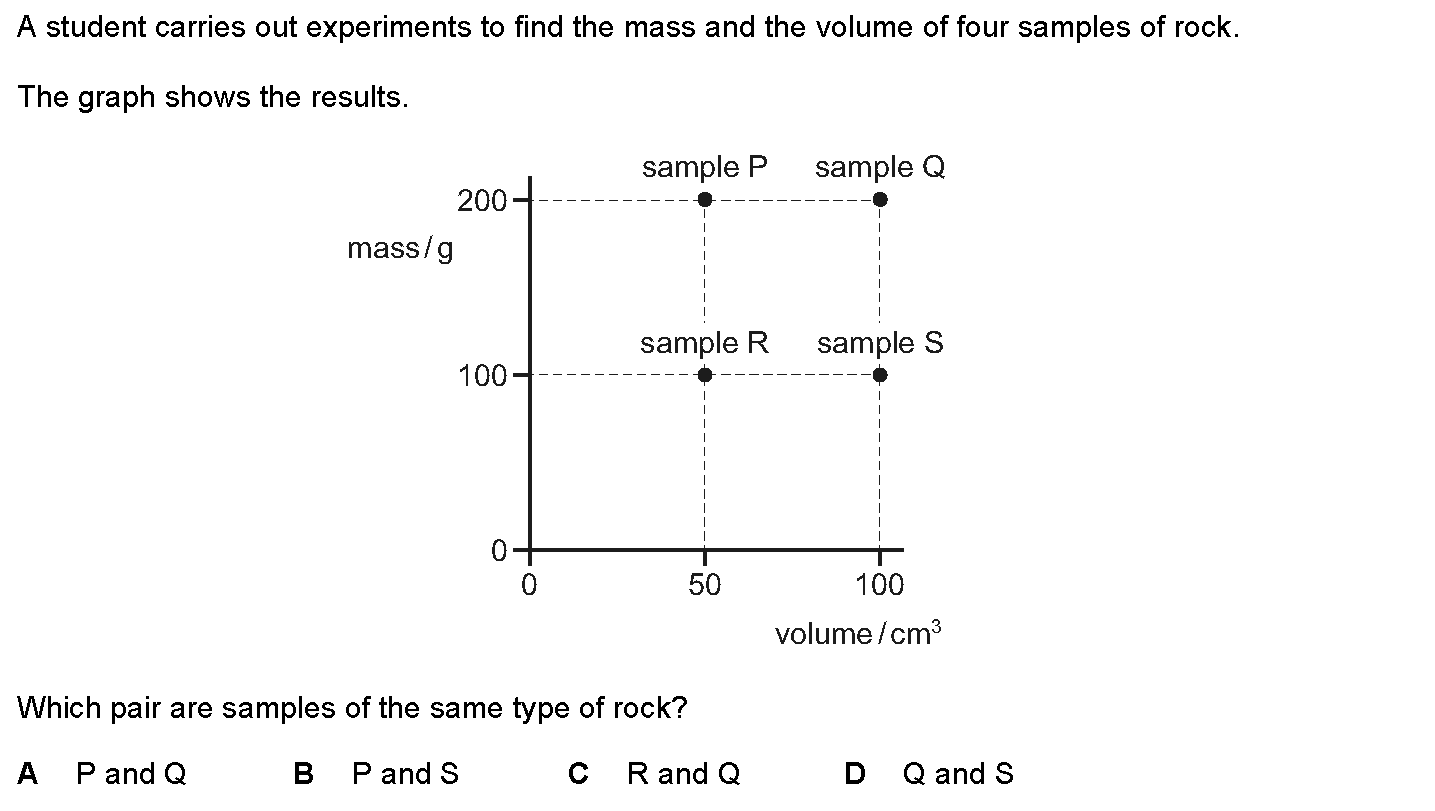 A student carries out experiments to find the mass and the volume of four samples of rock.
The graph shows the results.
sample P sample Q
200
mass/g
sample R sample S
100
0
0 50 100
volume/cm³
Which pair are samples of the same type of rock?
A P and Q B P and S C R and Q D Q and S